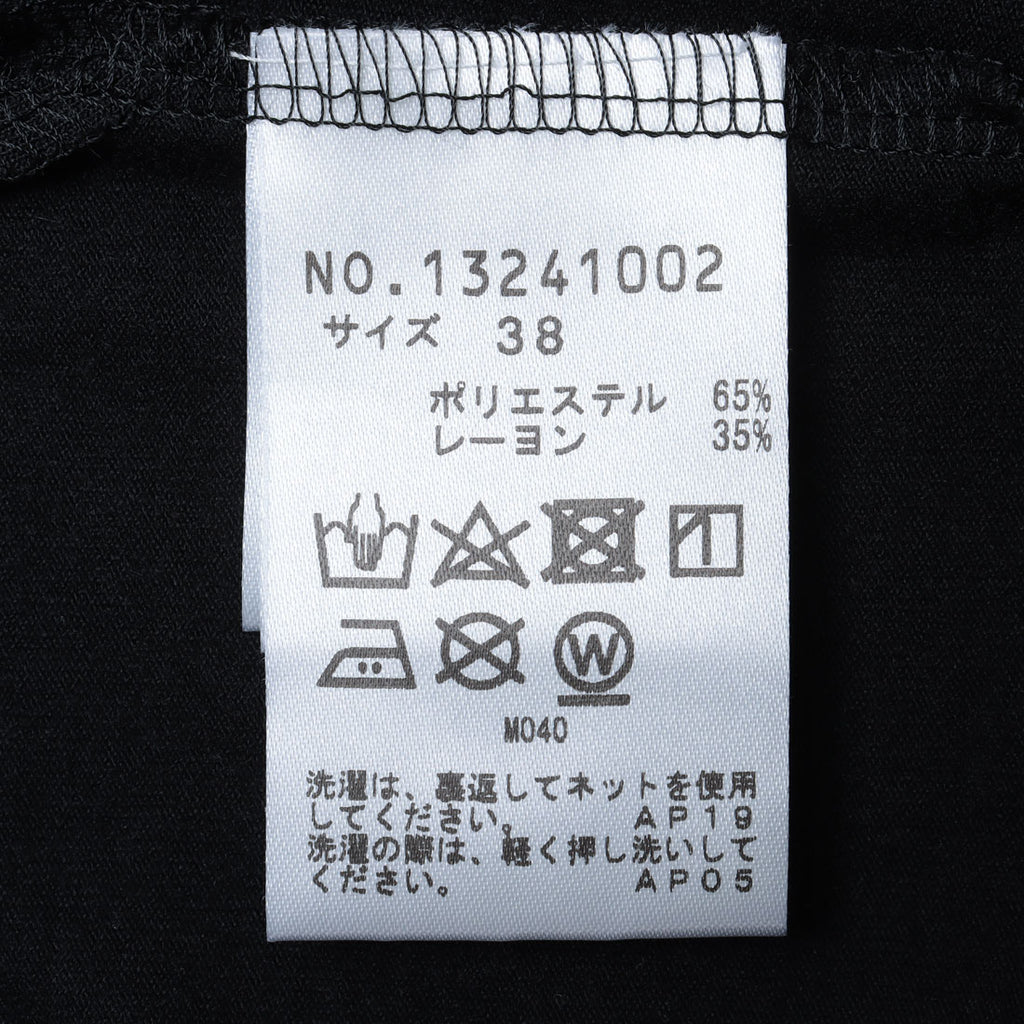 NO.13241002
サイズ 38
ポリエステル 65%
レーヨン 35%
W
M040
洗濯は、裏返してネットを使用
してください。 AP19
洗濯の際は、軽く押し洗いして
ください。 AP05